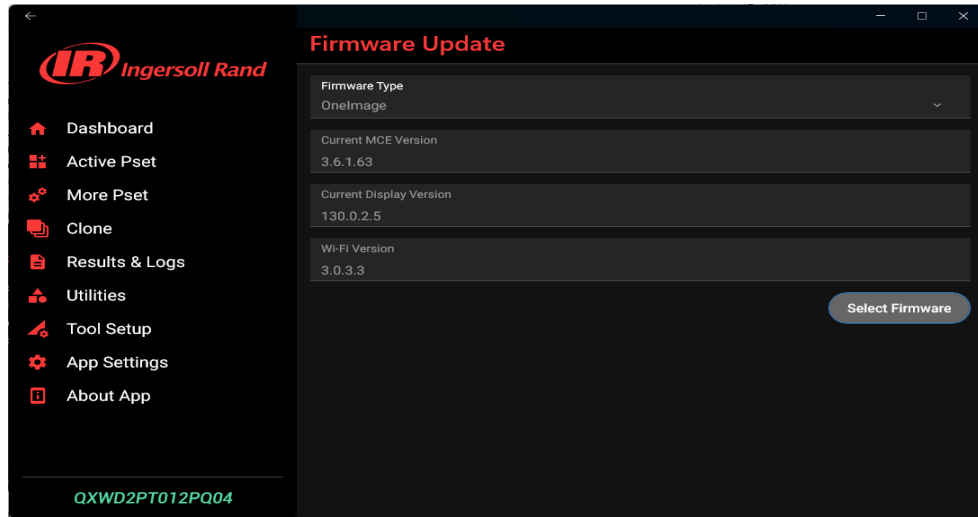 Firmware Update
IR Ingersoll Rand
Dashboard
Active Pset
More Pset
Clone
Results & Logs
Utilities
Tool Setup
App Settings
About App
QXWD2PT012PQ04
Firmware Type
OneImage
Current MCE Version
3.6.1.63
Current Display Version
130.0.2.5
Wi-Fi Version
3.0.3.3
Select Firmware